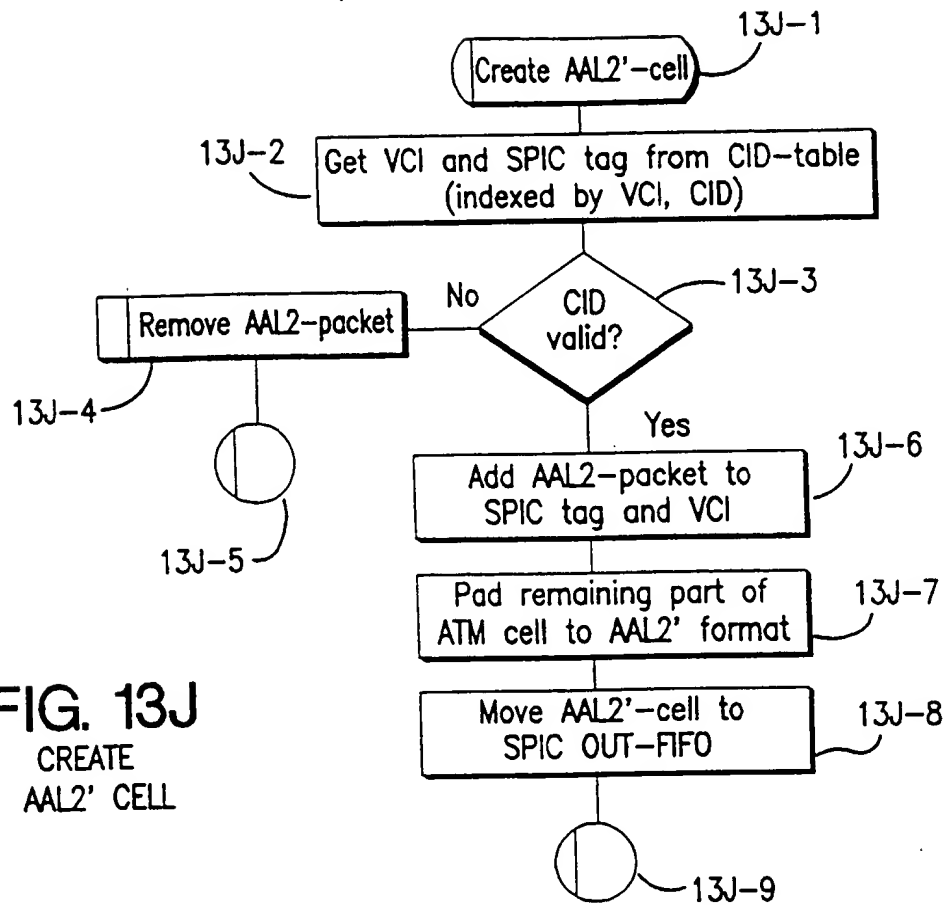 13J-1
Create AAL2'-cell
13J-2
Get VCI and SPIC tag from CID-table
(indexed by VCI, CID)
13J-3
CID
valid?
No
Remove AAL2-packet
13J-4
13J-5
Yes
13J-6
Add AAL2-packet to
SPIC tag and VCI
13J-7
Pad remaining part of
ATM cell to AAL2' format
13J-8
Move AAL2'-cell to
SPIC OUT-FIFO
13J-9
FIG. 13J
CREATE
AAL2' CELL